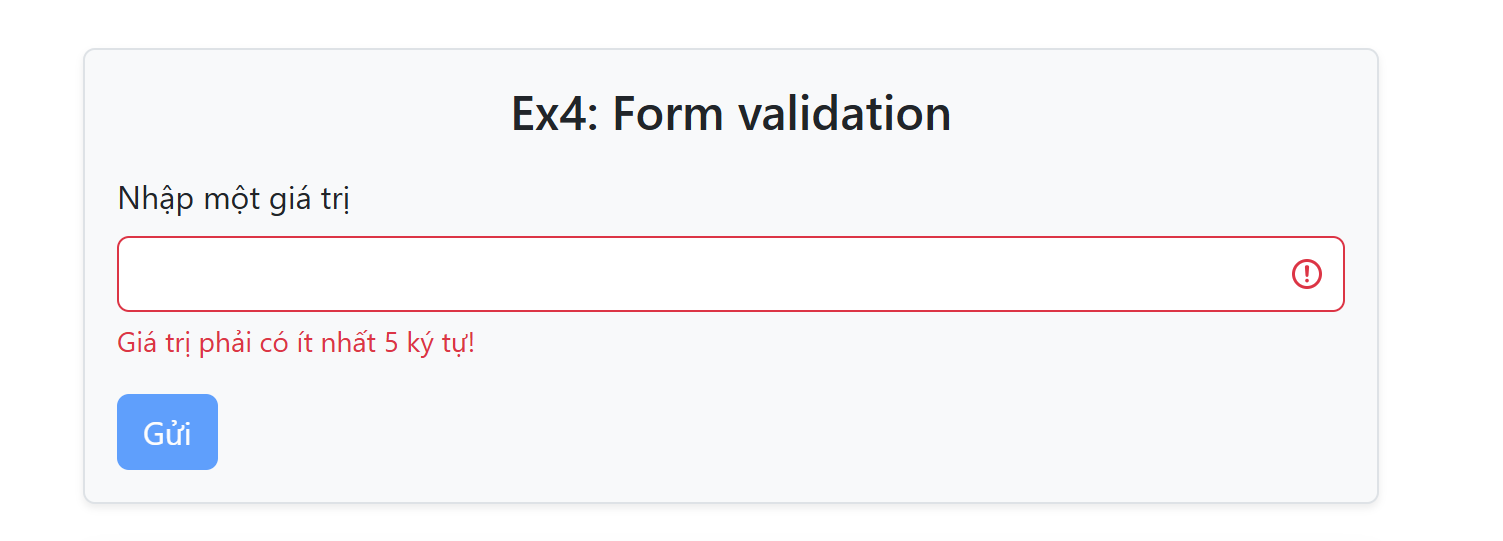 Ex4: Form validation
Nhập một giá trị
Giá trị phải có ít nhất 5 ký tự!
Gửi